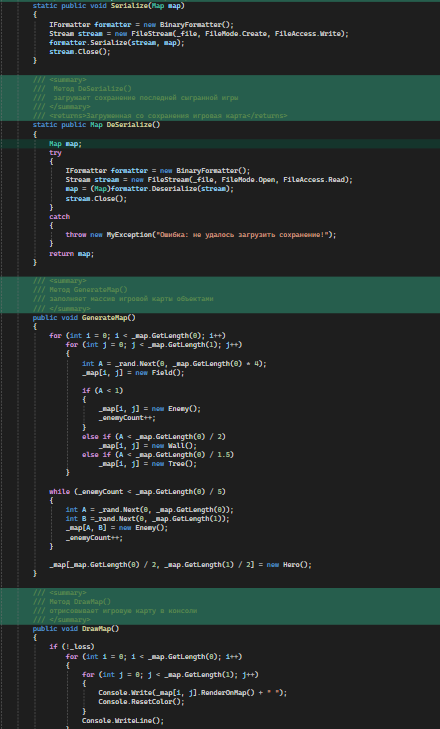 static public void Serialize(Map map)
{
IFormatter formatter = new BinaryFormatter();
Stream stream = new FileStream(_file, FileMode.Create, FileAccess.Write);
formatter.Serialize(stream, map);
stream.Close();
}
/// <summary>
/// Метод DeSerialize()
/// загружает сохранение последней сыгранной игры
/// </summary>
/// <returns>Загруженная со сохранения игровая карта</returns>
static public Map DeSerialize()
{
Map map;
try
{
IFormatter formatter = new BinaryFormatter();
Stream stream = new FileStream(_file, FileMode.Open, FileAccess.Read);
map = (Map)formatter.Deserialize(stream);
stream.Close();
}
catch
{
throw new MyException("Ошибка: не удалось загрузить сохранение!");
}
return map;
}
/// <summary>
/// Метод GenerateMap()
/// заполняет массив игровой карты объектами
/// </summary>
public void GenerateMap()
{
for (int i = 0; i < _map.GetLength(0); i++)
for (int j = 0; j < _map.GetLength(1); j++)
{
int A = _rand.Next(0, _map.GetLength(0) * 4);
_map[i, j] = new Field();
if (A < 1)
{
_map[i, j] = new Enemy();
_enemyCount++;
}
else if (A < _map.GetLength(0) / 2)
_map[i, j] = new Wall();
else if (A < _map.GetLength(0) / 1.5)
_map[i, j] = new Tree();
}
while (_enemyCount < _map.GetLength(0) / 5)
{
int A = _rand.Next(0, _map.GetLength(0));
int B =_rand.Next(0, _map.GetLength(1));
_map[A, B] = new Enemy();
_enemyCount++;
}
_map[_map.GetLength(0) / 2, _map.GetLength(1) / 2] = new Hero();
}
/// <summary>
/// Метод DrawMap()
/// отрисовывает игровую карту в консоле
/// </summary>
public void DrawMap()
{
if (!_loss)
for (int i = 0; i < _map.GetLength(0); i++)
{
for (int j = 0; j < _map.GetLength(1); j++)
{
Console.Write(_map[i, j].RenderOnMap() + " ");
Console.ResetColor();
}
Console.WriteLine();
}